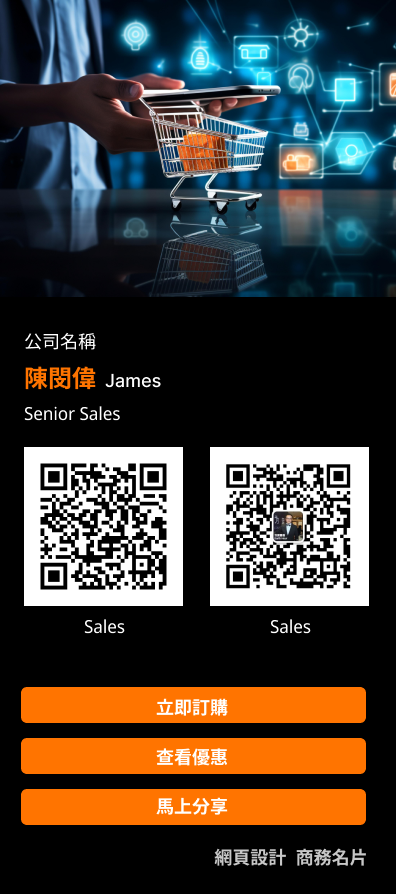 公司名稱
陳閔偉 James
Senior Sales
Sales Sales
立即訂購
查看優惠
馬上分享
網頁設計 商務名片